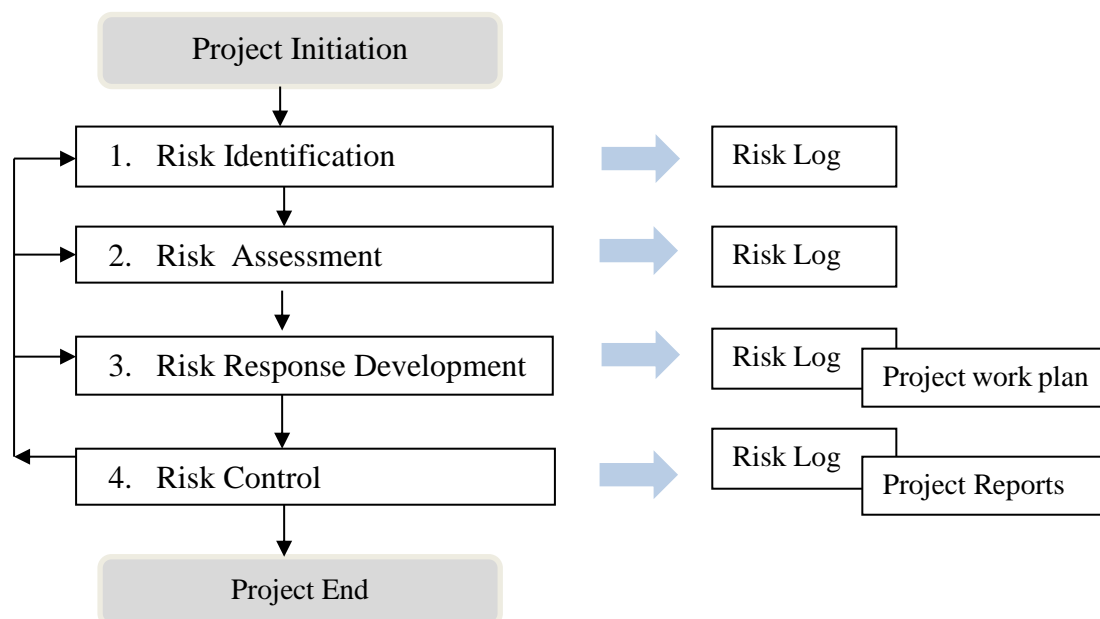 Project Initiation
1. Risk Identification
Risk Log
2. Risk Assessment
Risk Log
3. Risk Response Development
Risk Log
Project work plan
4. Risk Control
Risk Log
Project Reports
Project End